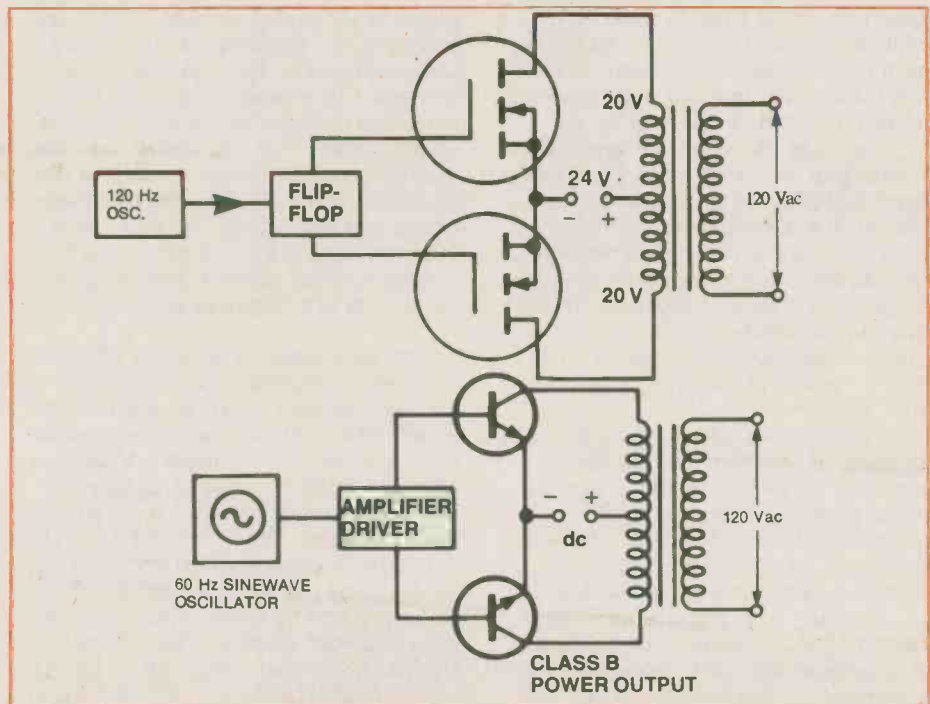 20 V
120 Hz
OSC.
FLIP-
FLOP
24 V
- +
120 Vac
20 V
60 Hz SINEWAVE
OSCILLATOR
AMPLIFIER
DRIVER
- +
dc
120 Vac
CLASS B
POWER OUTPUT